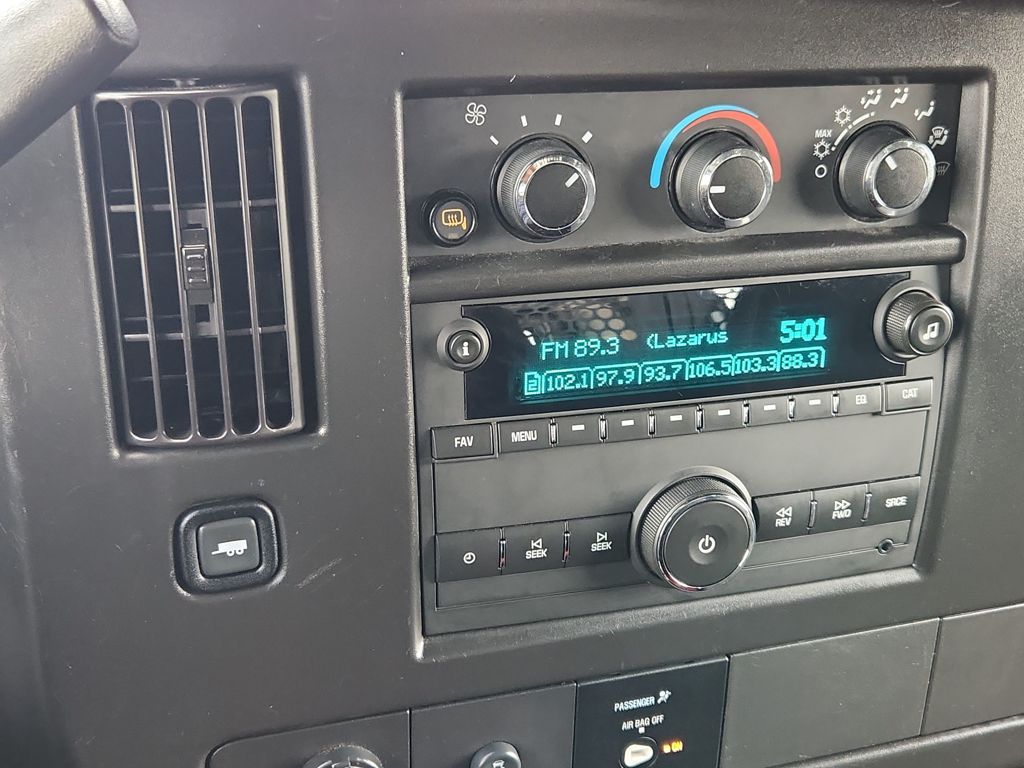 MAX
FM 89.3 (Lazarus 5:01
102.1 97.9 93.7 106.5 103.3 88.3
FAV MENU EQ CAT
SEEK SEEK REV FWD SRCE
PASSENGER
AIR BAG OFF
ON